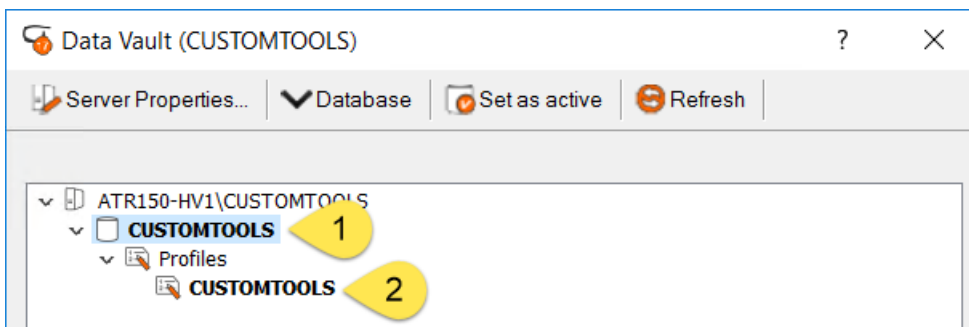 Data Vault (CUSTOMTOOLS) ?
Server Properties... Database Set as active Refresh
ATR150-HV1\CUSTOMTOOLS
CUSTOMTOOLS 1
Profiles
CUSTOMTOOLS 2